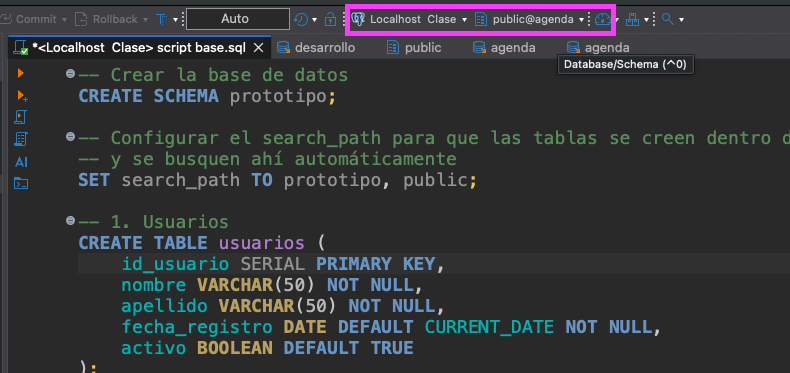 Commit Rollback T Auto Localhost Clase public@agenda
*<Localhost Clase> script base.sql desarrollo public agenda agenda
Database/Schema (^0)
-- Crear la base de datos
CREATE SCHEMA prototipo;
-- Configurar el search_path para que las tablas se creen dentro d
-- y se busquen ahí automáticamente
SET search_path TO prototipo, public;
-- 1. Usuarios
CREATE TABLE usuarios (
id_usuario SERIAL PRIMARY KEY,
nombre VARCHAR(50) NOT NULL,
apellido VARCHAR(50) NOT NULL,
fecha_registro DATE DEFAULT CURRENT_DATE NOT NULL,
activo BOOLEAN DEFAULT TRUE
);
AI